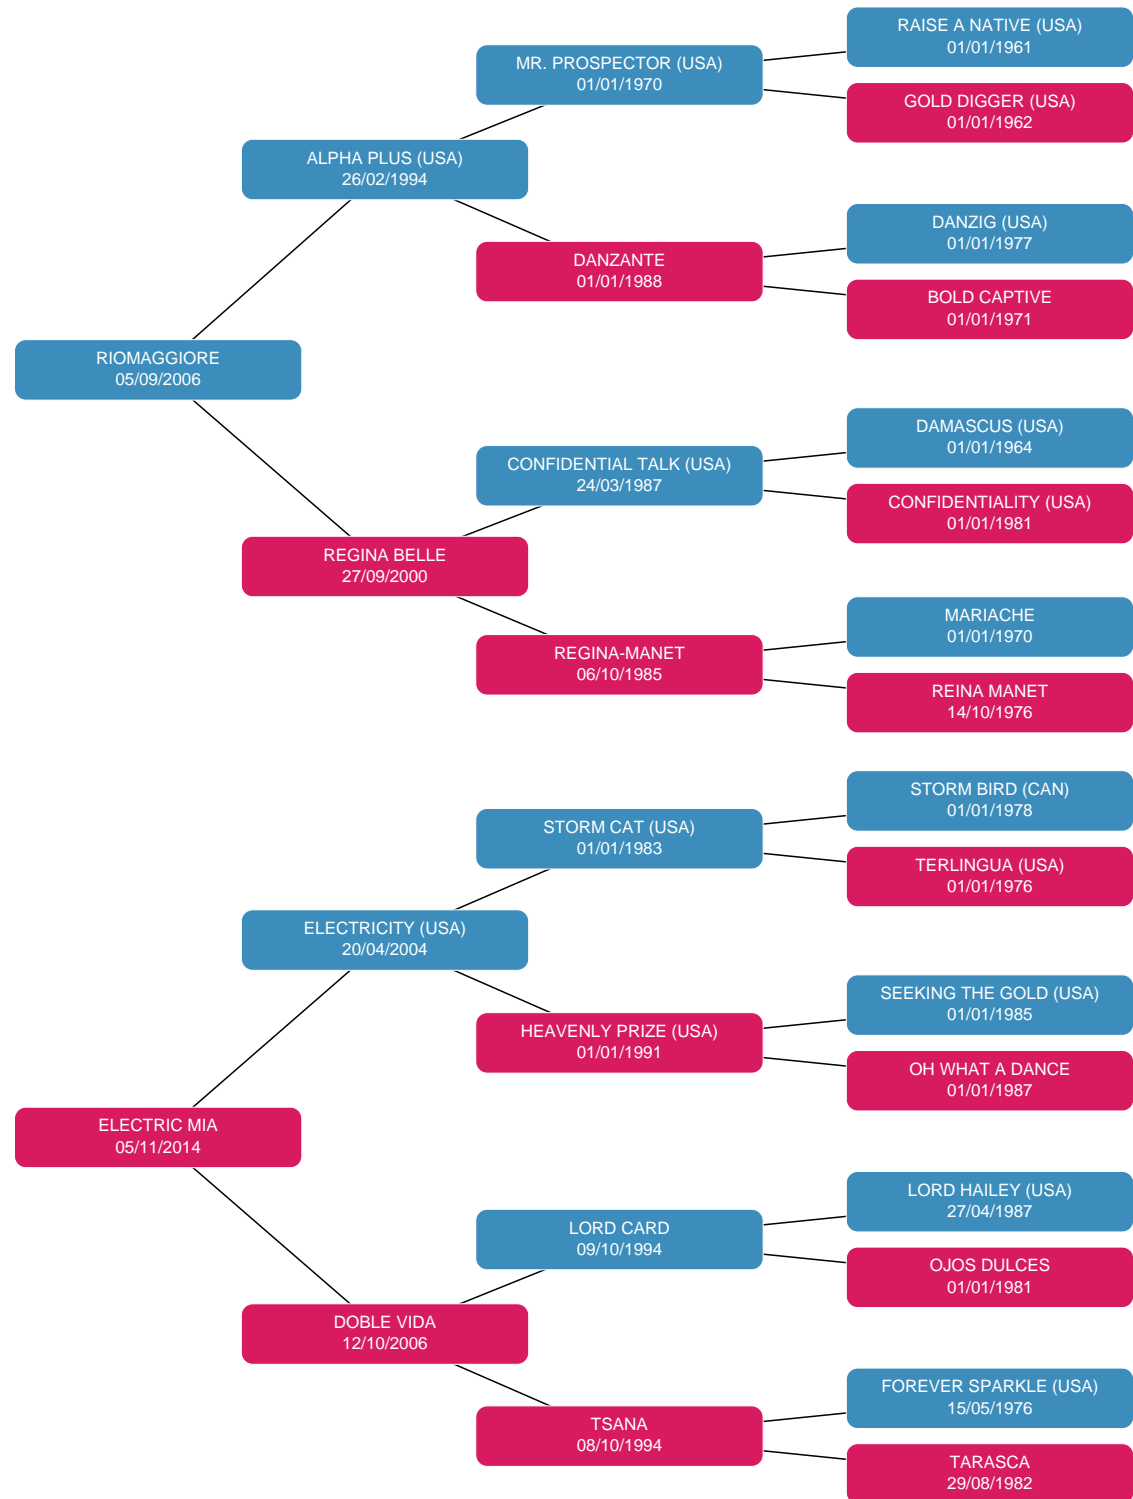 RAISE A NATIVE (USA)
01/01/1961
MR. PROSPECTOR (USA)
01/01/1970
GOLD DIGGER (USA)
01/01/1962
ALPHA PLUS (USA)
26/02/1994
DANZIG (USA)
01/01/1977
DANZANTE
01/01/1988
BOLD CAPTIVE
01/01/1971
RIOMAGGIORE
05/09/2006
DAMASCUS (USA)
01/01/1964
CONFIDENTIAL TALK (USA)
24/03/1987
CONFIDENTIALITY (USA)
01/01/1981
REGINA BELLE
27/09/2000
MARIACHE
01/01/1970
REGINA-MANET
06/10/1985
REINA MANET
14/10/1976
STORM BIRD (CAN)
01/01/1978
STORM CAT (USA)
01/01/1983
TERLINGUA (USA)
01/01/1976
ELECTRICITY (USA)
20/04/2004
SEEKING THE GOLD (USA)
01/01/1985
HEAVENLY PRIZE (USA)
01/01/1991
OH WHAT A DANCE
01/01/1987
ELECTRIC MIA
05/11/2014
LORD HAILEY (USA)
27/04/1987
LORD CARD
09/10/1994
OJOS DULCES
01/01/1981
DOBLE VIDA
12/10/2006
FOREVER SPARKLE (USA)
15/05/1976
TSANA
08/10/1994
TARASCA
29/08/1982